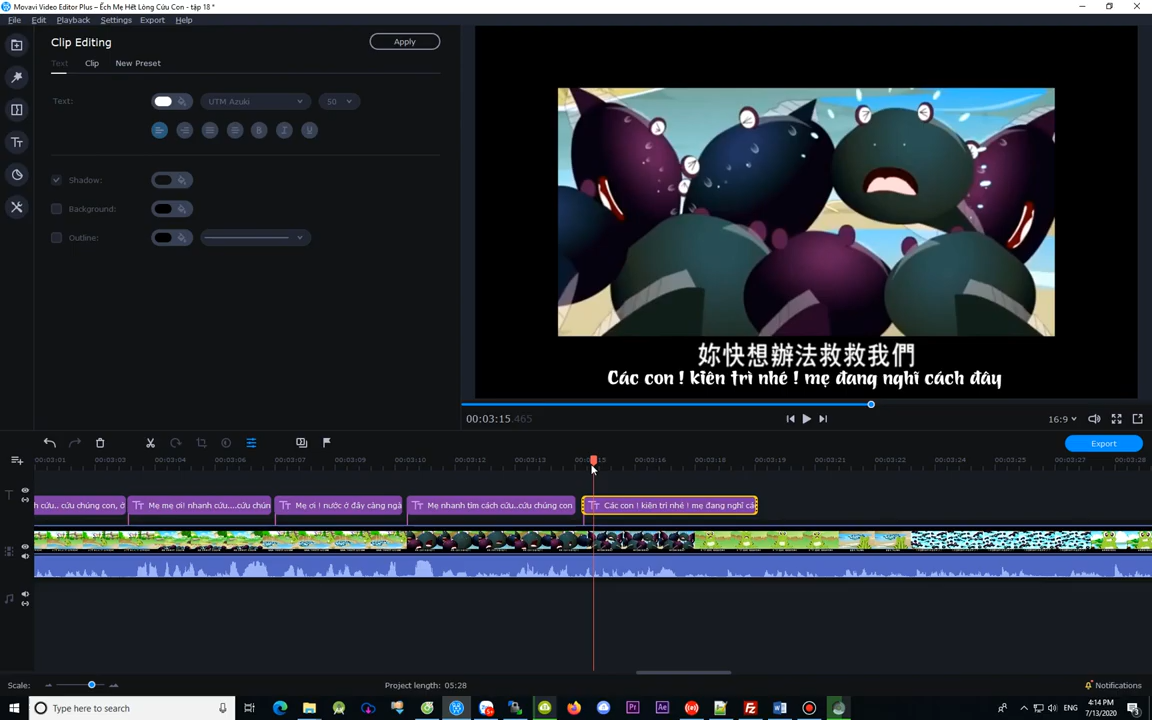 Movavi Video Editor Plus – Ếch Mẹ Hết Lòng Cứu Con - tập 18 *
File Edit Playback Settings Export Help
Clip Editing
Apply
Text Clip New Preset
Text:
UTM Azuki
50
B I U
Shadow:
Background:
Outline:
妳快想辦法救救我們
Các con ! kiên trì nhé ! mẹ đang nghĩ cách đây
00:03:15.465
16:9
Export
00:03:01 00:03:03 00:03:04 00:03:06 00:03:07 00:03:09 00:03:10 00:03:12 00:03:13 00:03:15 00:03:16 00:03:18 00:03:19 00:03:21 00:03:22 00:03:24 00:03:25 00:03:27 00:03:28
h cứu.. cứu chúng con, ở
Tт Mẹ mẹ ơi! nhanh cứu....cứu chún
Tт Mẹ ơi ! nước ở đây càng ngà
Tт Mẹ nhanh tìm cách cứu..cứu chúng con
Tт Các con ! kiên trì nhé ! mẹ đang nghĩ cá
Scale:
Project length: 05:28
Notifications
Type here to search
Pr
Ae
ENG
4:14 PM
7/13/2020